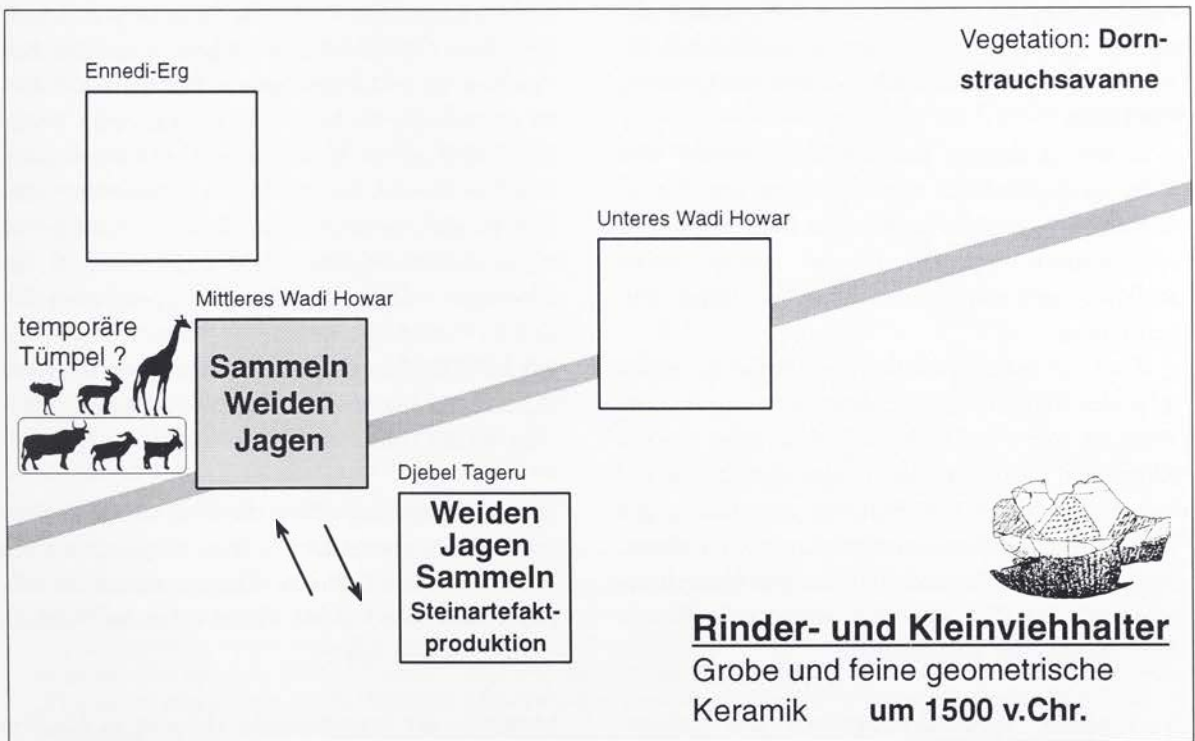 Vegetation: Dorn-
strauchsavanne
Ennedi-Erg
Unteres Wadi Howar
Mittleres Wadi Howar
temporäre
Tümpel ?
Sammeln
Weiden
Jagen
Djebel Tageru
Weiden
Jagen
Sammeln
Steinartefakt-
produktion
Rinder- und Kleinviehhalter
Grobe und feine geometrische
Keramik um 1500 v.Chr.